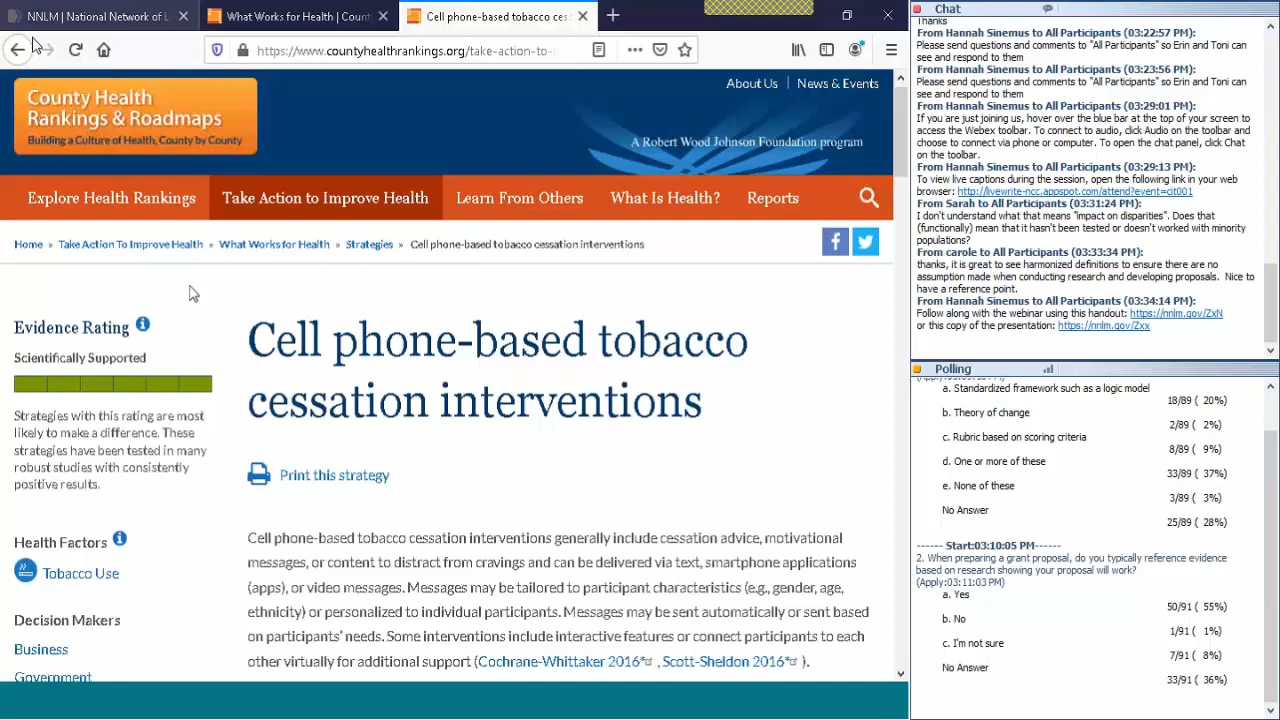 NNLM | National Network of L
What Works for Health | Count
Cell phone-based tobacco cess
https://www.countyhealthrankings.org/take-action-to-i
County Health
Rankings & Roadmaps
Building a Culture of Health, County by County
About Us | News & Events
A Robert Wood Johnson Foundation program
Explore Health Rankings
Take Action to Improve Health
Learn From Others
What Is Health?
Reports
Home » Take Action To Improve Health » What Works for Health » Strategies » Cell phone-based tobacco cessation interventions
Evidence Rating
Scientifically Supported
Strategies with this rating are most
likely to make a difference. These
strategies have been tested in many
robust studies with consistently
positive results.
Health Factors
Tobacco Use
Decision Makers
Business
Government
Cell phone-based tobacco
cessation interventions
Print this strategy
Cell phone-based tobacco cessation interventions generally include cessation advice, motivational
messages, or content to distract from cravings and can be delivered via text, smartphone applications
(apps), or video messages. Messages may be tailored to participant characteristics (e.g., gender, age,
ethnicity) or personalized to individual participants. Messages may be sent automatically or sent based
on participants' needs. Some interventions include interactive features or connect participants to each
other virtually for additional support (Cochrane-Whittaker 2016* , Scott-Sheldon 2016* ).
Chat
Thanks
From Hannah Sinemus to All Participants (03:22:57 PM):
Please send questions and comments to "All Participants" so Erin and Toni can
see and respond to them
From Hannah Sinemus to All Participants (03:23:56 PM):
Please send questions and comments to "All Participants" so Erin and Toni can
see and respond to them
From Hannah Sinemus to All Participants (03:29:01 PM):
If you are just joining us, hover over the blue bar at the top of your screen to
access the Webex toolbar. To connect to audio, click Audio on the toolbar and
choose to connect via phone or computer. To open the chat panel, click Chat
on the toolbar.
From Hannah Sinemus to All Participants (03:29:13 PM):
To view live captions during the session, open the following link in your web
browser: http://livewrite-ncc.appspot.com/attend?event=cit001
From Sarah to All Participants (03:31:24 PM):
I don't understand what that means "impact on disparities". Does that
(functionally) mean that it hasn't been tested or doesn't worked with minority
populations?
From carole to All Participants (03:33:34 PM):
thanks, it is great to see harmonized definitions to ensure there are no
assumption made when conducting research and developing proposals. Nice to
have a reference point.
From Hannah Sinemus to All Participants (03:34:14 PM):
Follow along with the webinar using this handout: https://nnlm.gov/ZxN
or this copy of the presentation: https://nnlm.gov/Zxx
Polling
a. Standardized framework such as a logic model
18/89 ( 20%)
b. Theory of change
2/89 ( 2%)
c. Rubric based on scoring criteria
8/89 ( 9%)
d. One or more of these
33/89 ( 37%)
e. None of these
3/89 ( 3%)
No Answer
25/89 ( 28%)
------ Start:03:10:05 PM------
2. When preparing a grant proposal, do you typically reference evidence
based on research showing your proposal will work?
(Apply:03:11:03 PM)
a. Yes
50/91 ( 55%)
b. No
1/91 ( 1%)
c. I'm not sure
7/91 ( 8%)
No Answer
33/91 ( 36%)